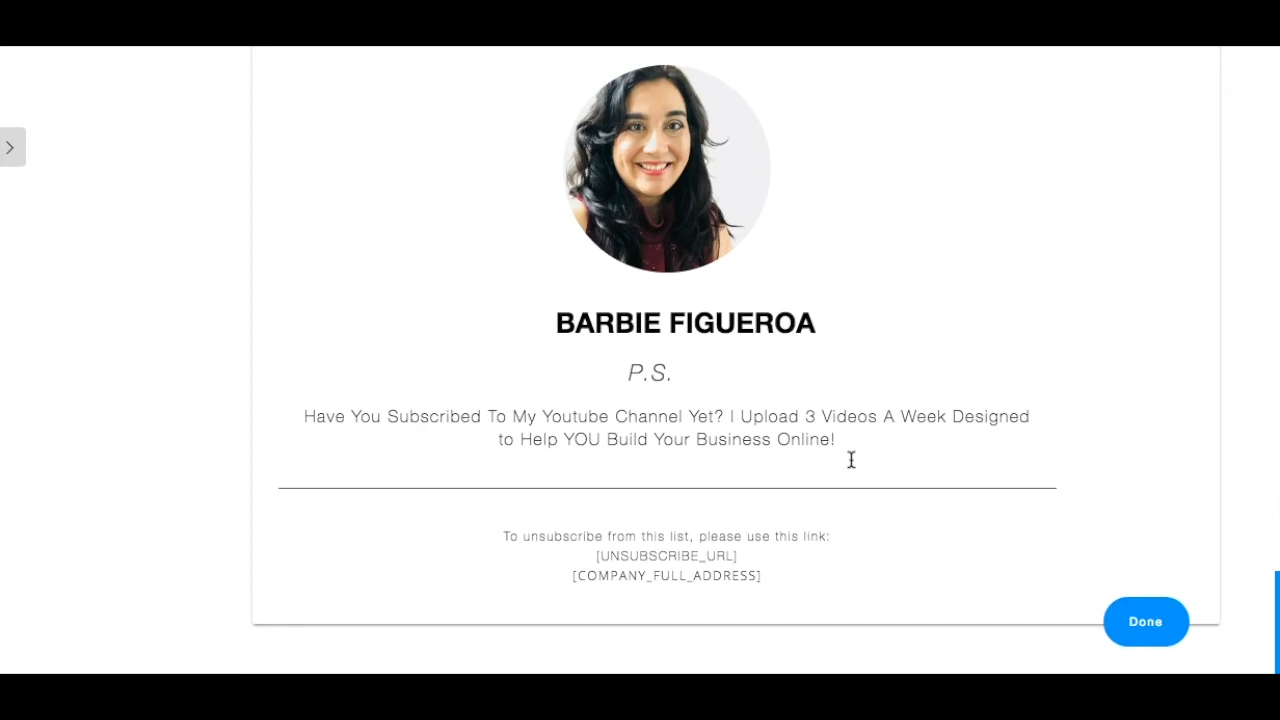 BARBIE FIGUEROA
P.S.
Have You Subscribed To My Youtube Channel Yet? I Upload 3 Videos A Week Designed
to Help YOU Build Your Business Online!
To unsubscribe from this list, please use this link:
[UNSUBSCRIBE_URL]
[COMPANY_FULL_ADDRESS]
Done